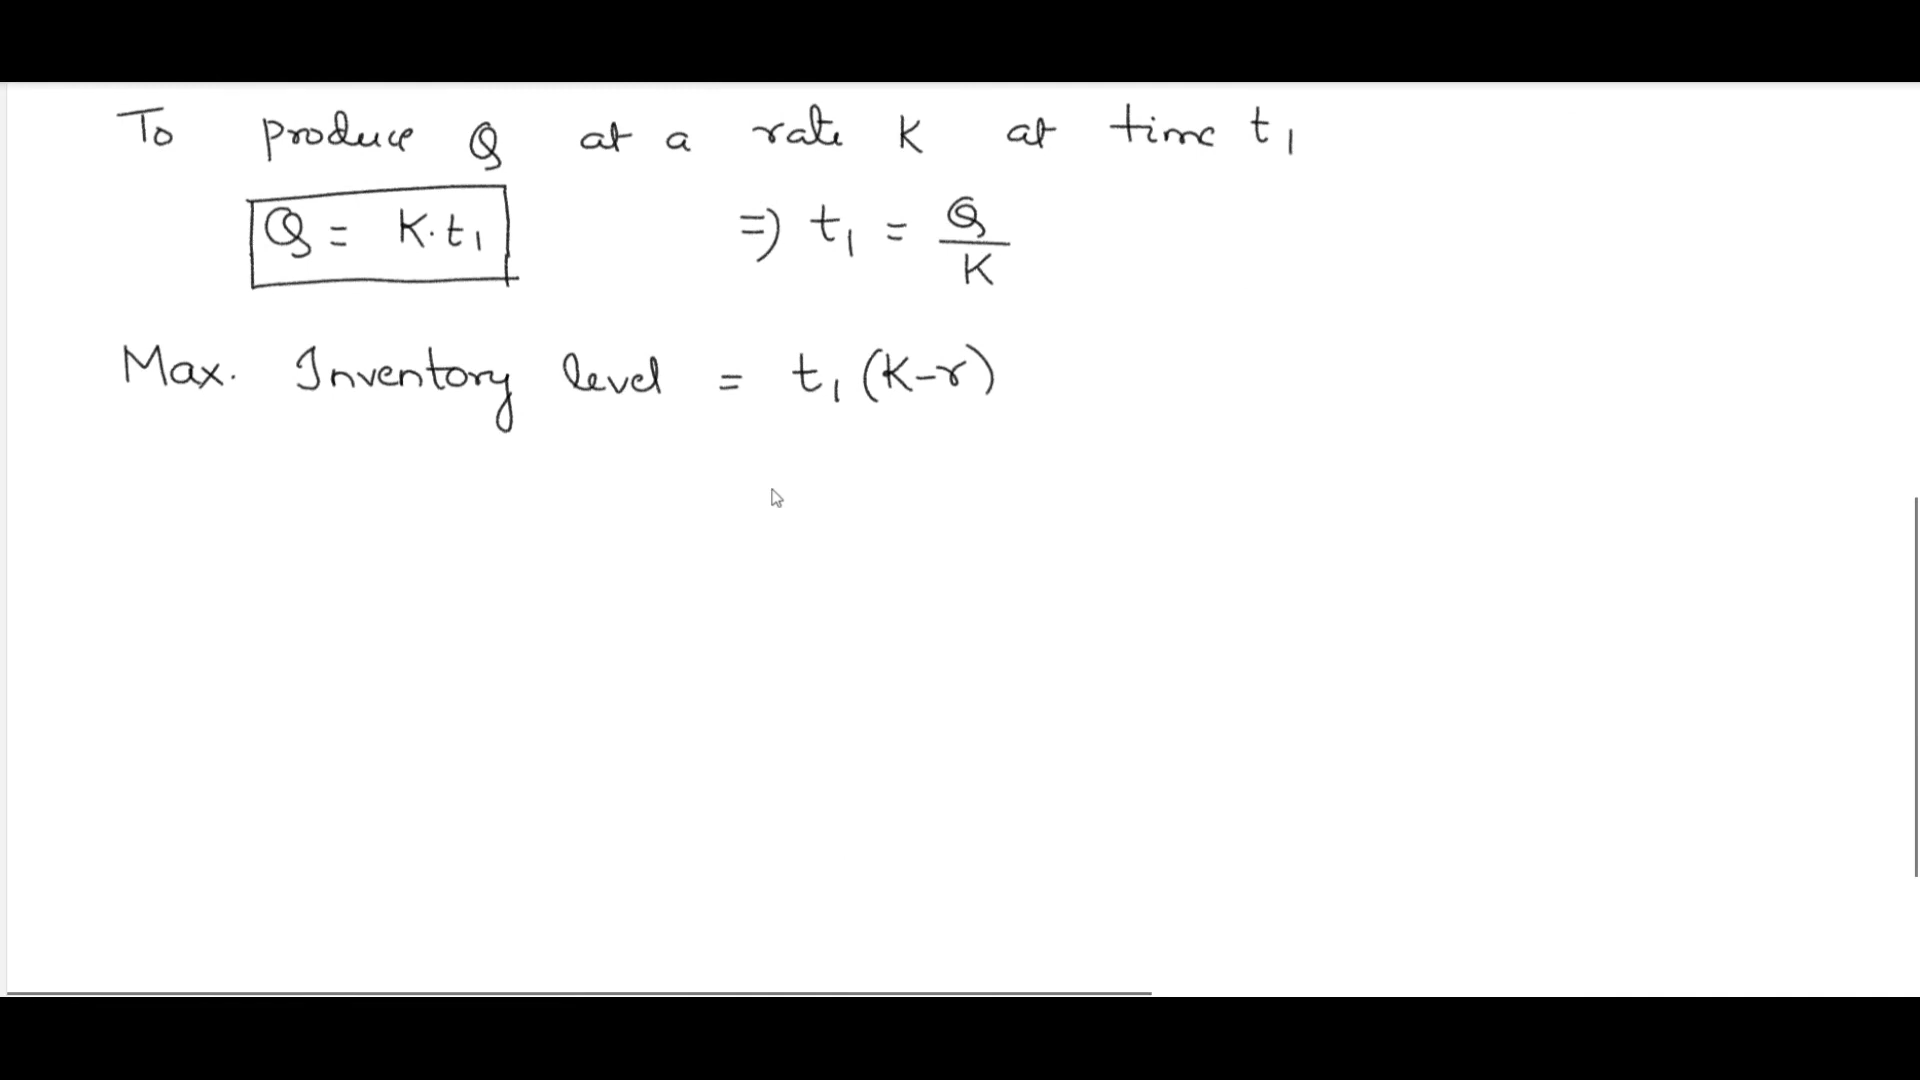 To produce Q at a rate K at time t₁
Q = K·t₁ ⇒ t₁ = Q/K
Max. Inventory level = t₁(K-r)